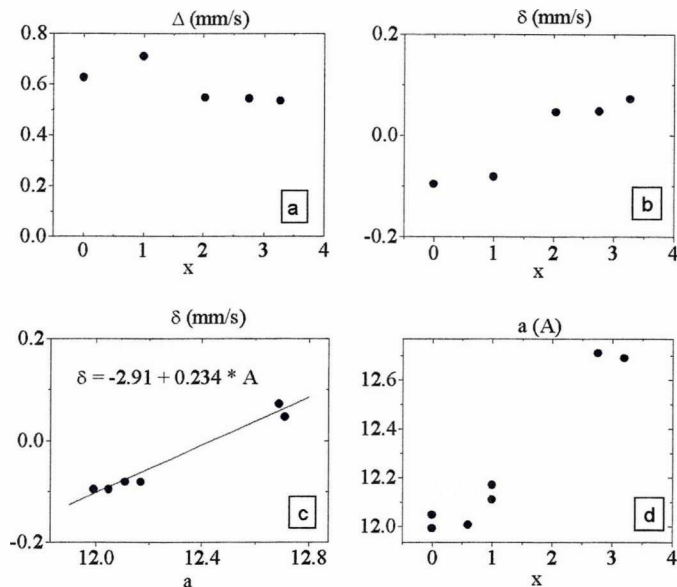 Δ (mm/s)
0.8
0.6
0.4
0.2
0.0
a
0 1 2 3 4
x
δ (mm/s)
0.2
0.0
-0.2
b
0 1 2 3 4
x
δ (mm/s)
0.2
δ = -2.91 + 0.234 * A
0.0
-0.2
c
12.0 12.4 12.8
a
a (A)
12.6
12.4
12.2
12.0
d
0 1 2 3 4
x